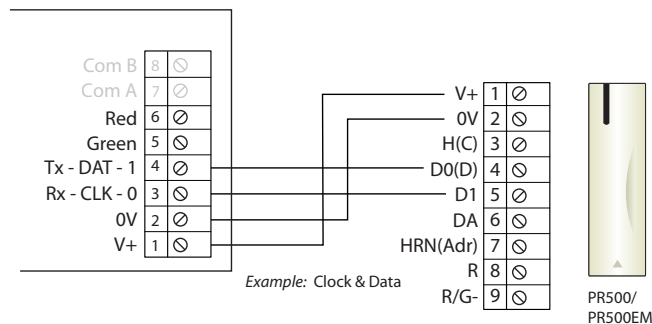 Com B 8
Com A 7
Red 6
Green 5
Tx - DAT - 1 4
Rx - CLK - 0 3
0V 2
V+ 1
V+ 1
0V 2
H(C) 3
D0(D) 4
D1 5
DA 6
HRN(Adr) 7
R 8
R/G- 9
Example: Clock & Data
PR500/
PR500EM